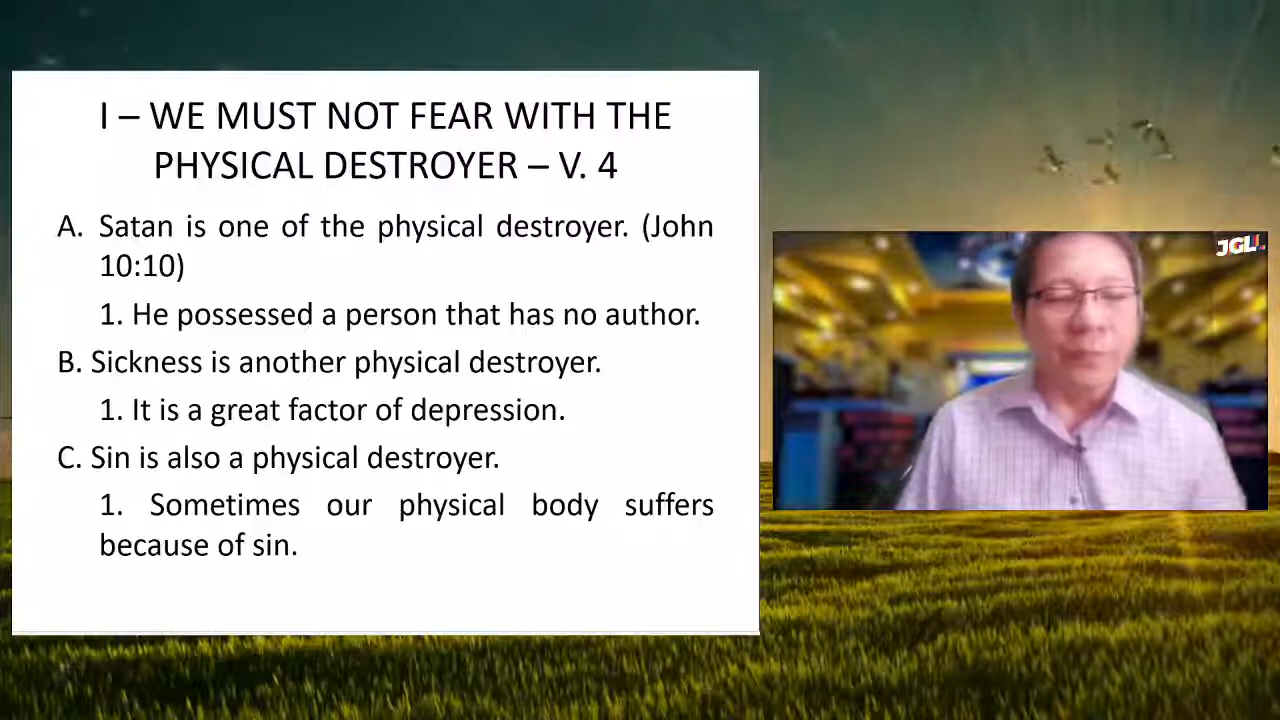 I – WE MUST NOT FEAR WITH THE
PHYSICAL DESTROYER – V. 4
A. Satan is one of the physical destroyer. (John
10:10)
1. He possessed a person that has no author.
B. Sickness is another physical destroyer.
1. It is a great factor of depression.
C. Sin is also a physical destroyer.
1. Sometimes our physical body suffers
because of sin.
JGLL